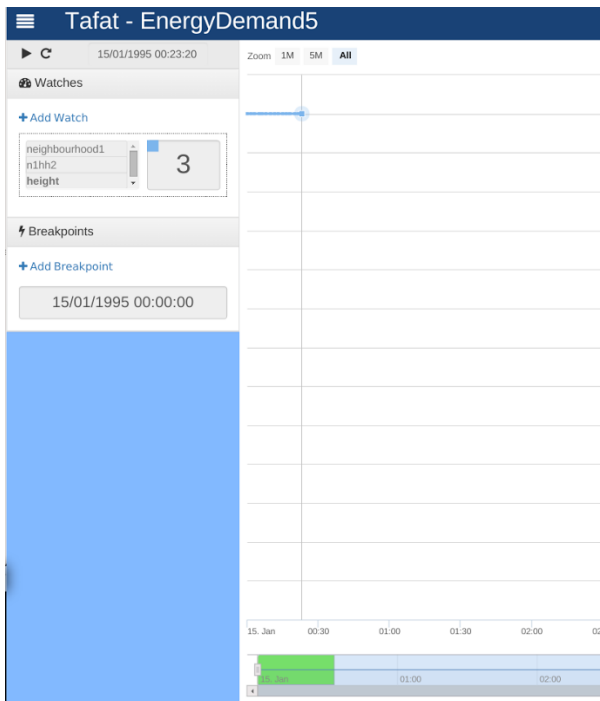 Tafat - EnergyDemand5
15/01/1995 00:23:20
Zoom 1M 5M All
Watches
Add Watch
neighbourhood1
n1hh2
height
3
Breakpoints
Add Breakpoint
15/01/1995 00:00:00
15. Jan 00:30 01:00 01:30 02:00
15. Jan 01:00 02:00